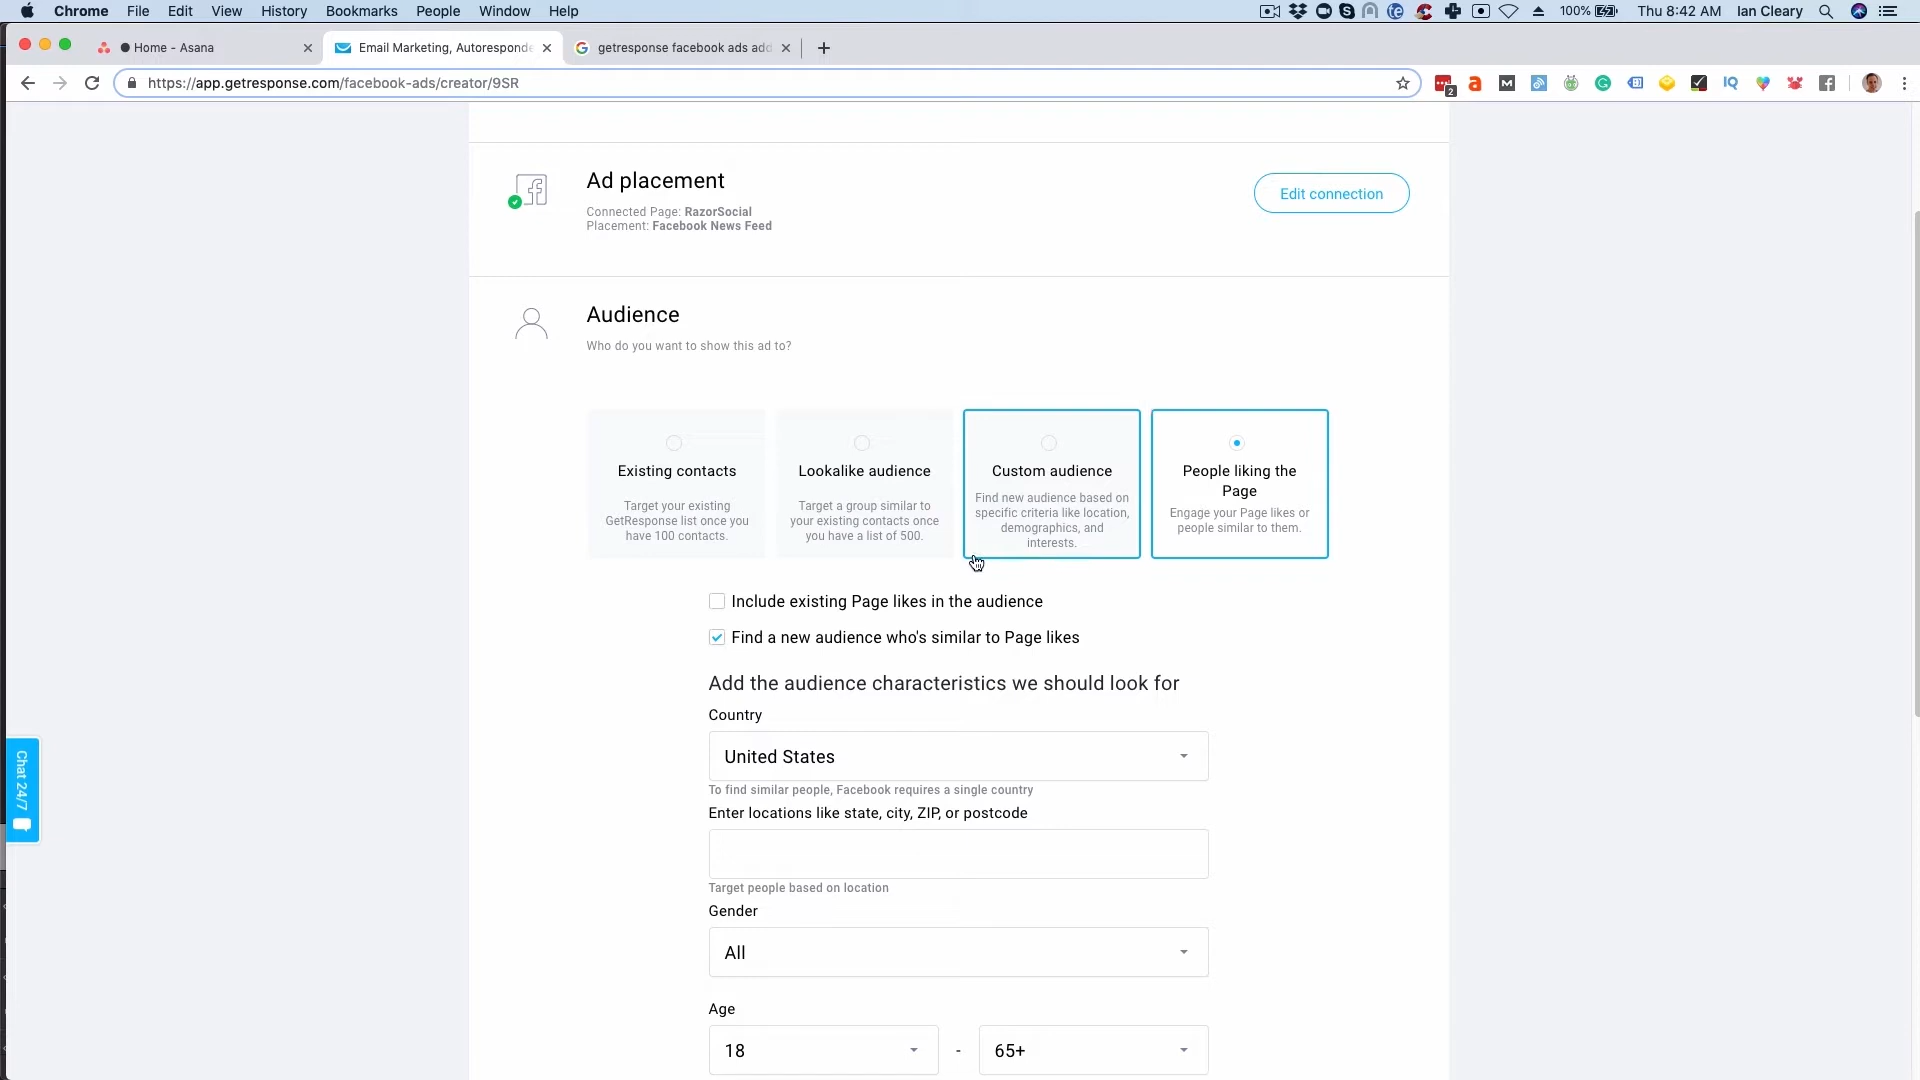 Chrome File Edit View History Bookmarks People Window Help 100% Thu 8:42 AM Ian Cleary
Home - Asana Email Marketing, Autoresponde getresponse facebook ads add
https://app.getresponse.com/facebook-ads/creator/9SR
Ad placement
Edit connection
Connected Page: RazorSocial
Placement: Facebook News Feed
Audience
Who do you want to show this ad to?
Existing contacts
Target your existing
GetResponse list once you
have 100 contacts.
Lookalike audience
Target a group similar to
your existing contacts once
you have a list of 500.
Custom audience
Find new audience based on
specific criteria like location,
demographics, and
interests.
People liking the
Page
Engage your Page likes or
people similar to them.
Include existing Page likes in the audience
Find a new audience who's similar to Page likes
Add the audience characteristics we should look for
Country
United States
To find similar people, Facebook requires a single country
Enter locations like state, city, ZIP, or postcode
Target people based on location
Gender
All
Age
18 - 65+
Chat 24/7